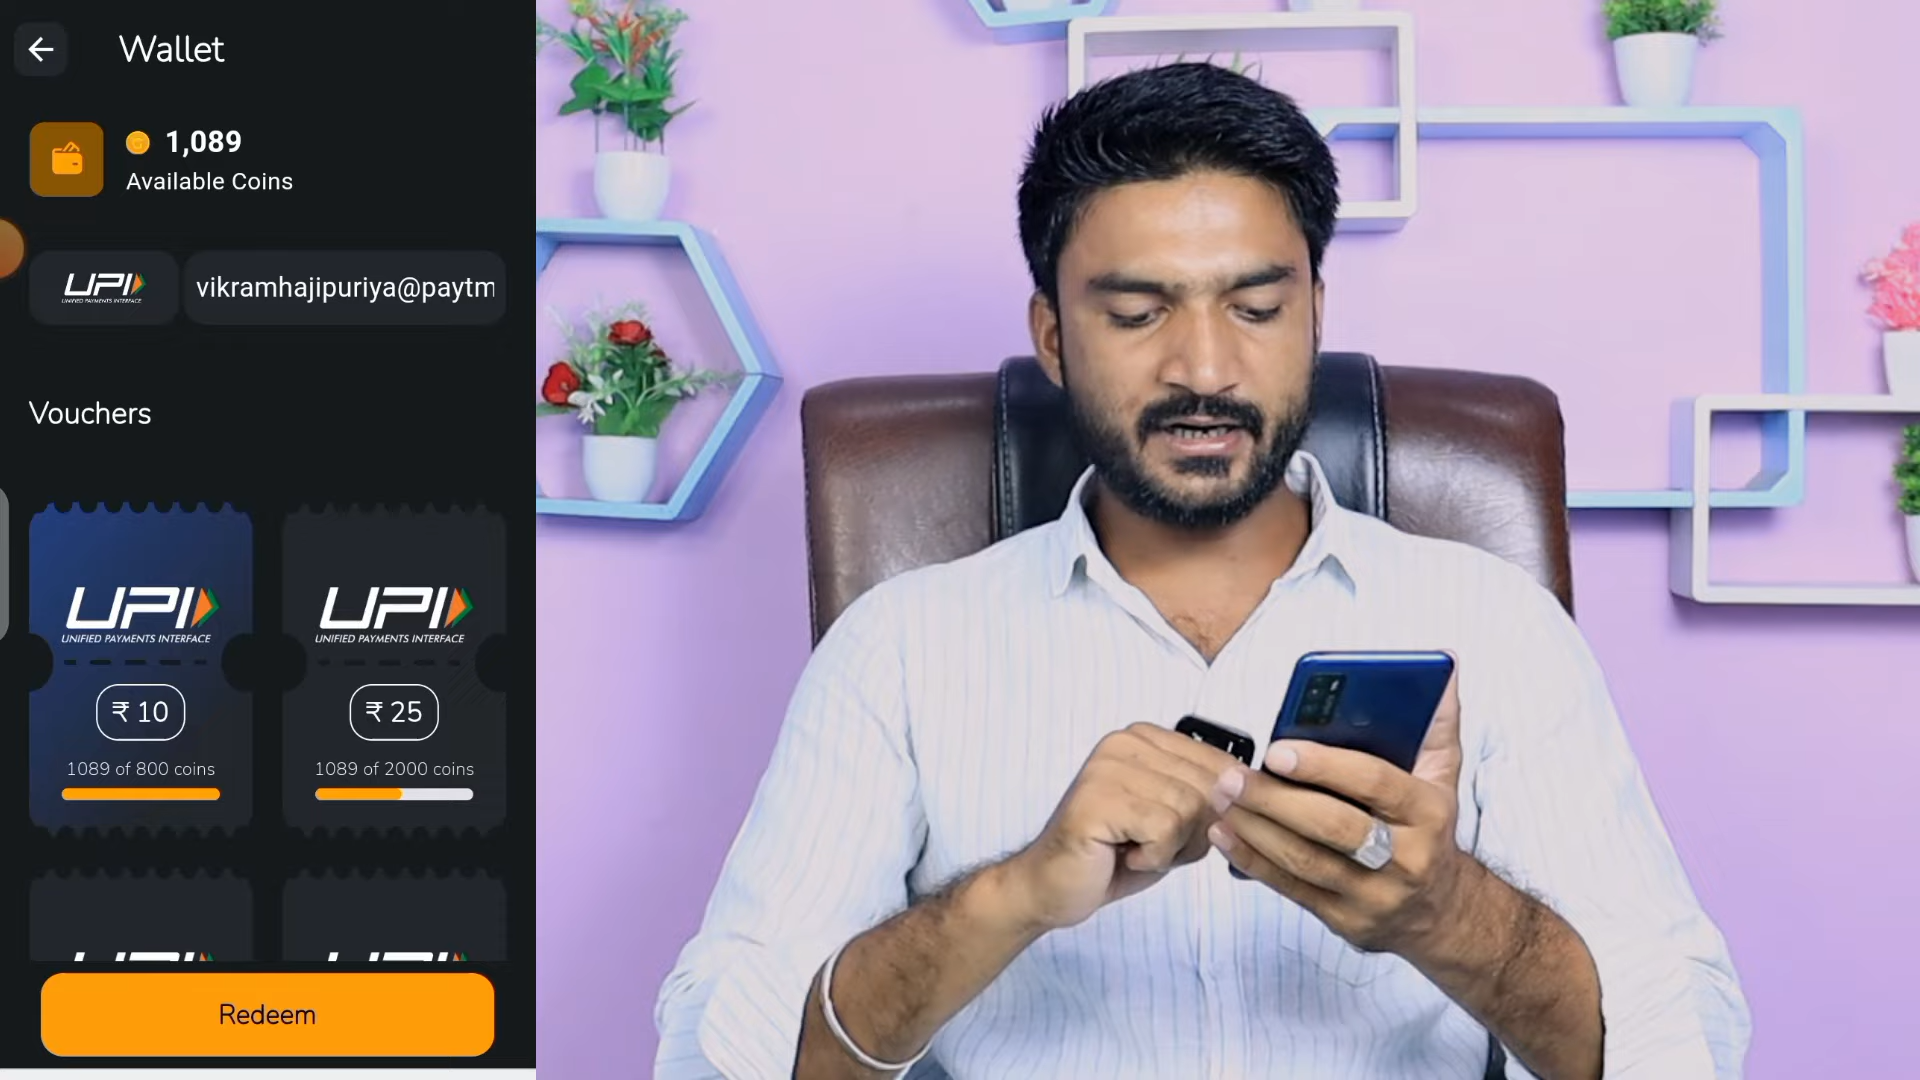 Wallet
1,089
Available Coins
UPI
UNIFIED PAYMENTS INTERFACE
vikramhajipuriya@paytm
Vouchers
UPI
UNIFIED PAYMENTS INTERFACE
₹ 10
1089 of 800 coins
UPI
UNIFIED PAYMENTS INTERFACE
₹ 25
1089 of 2000 coins
Redeem